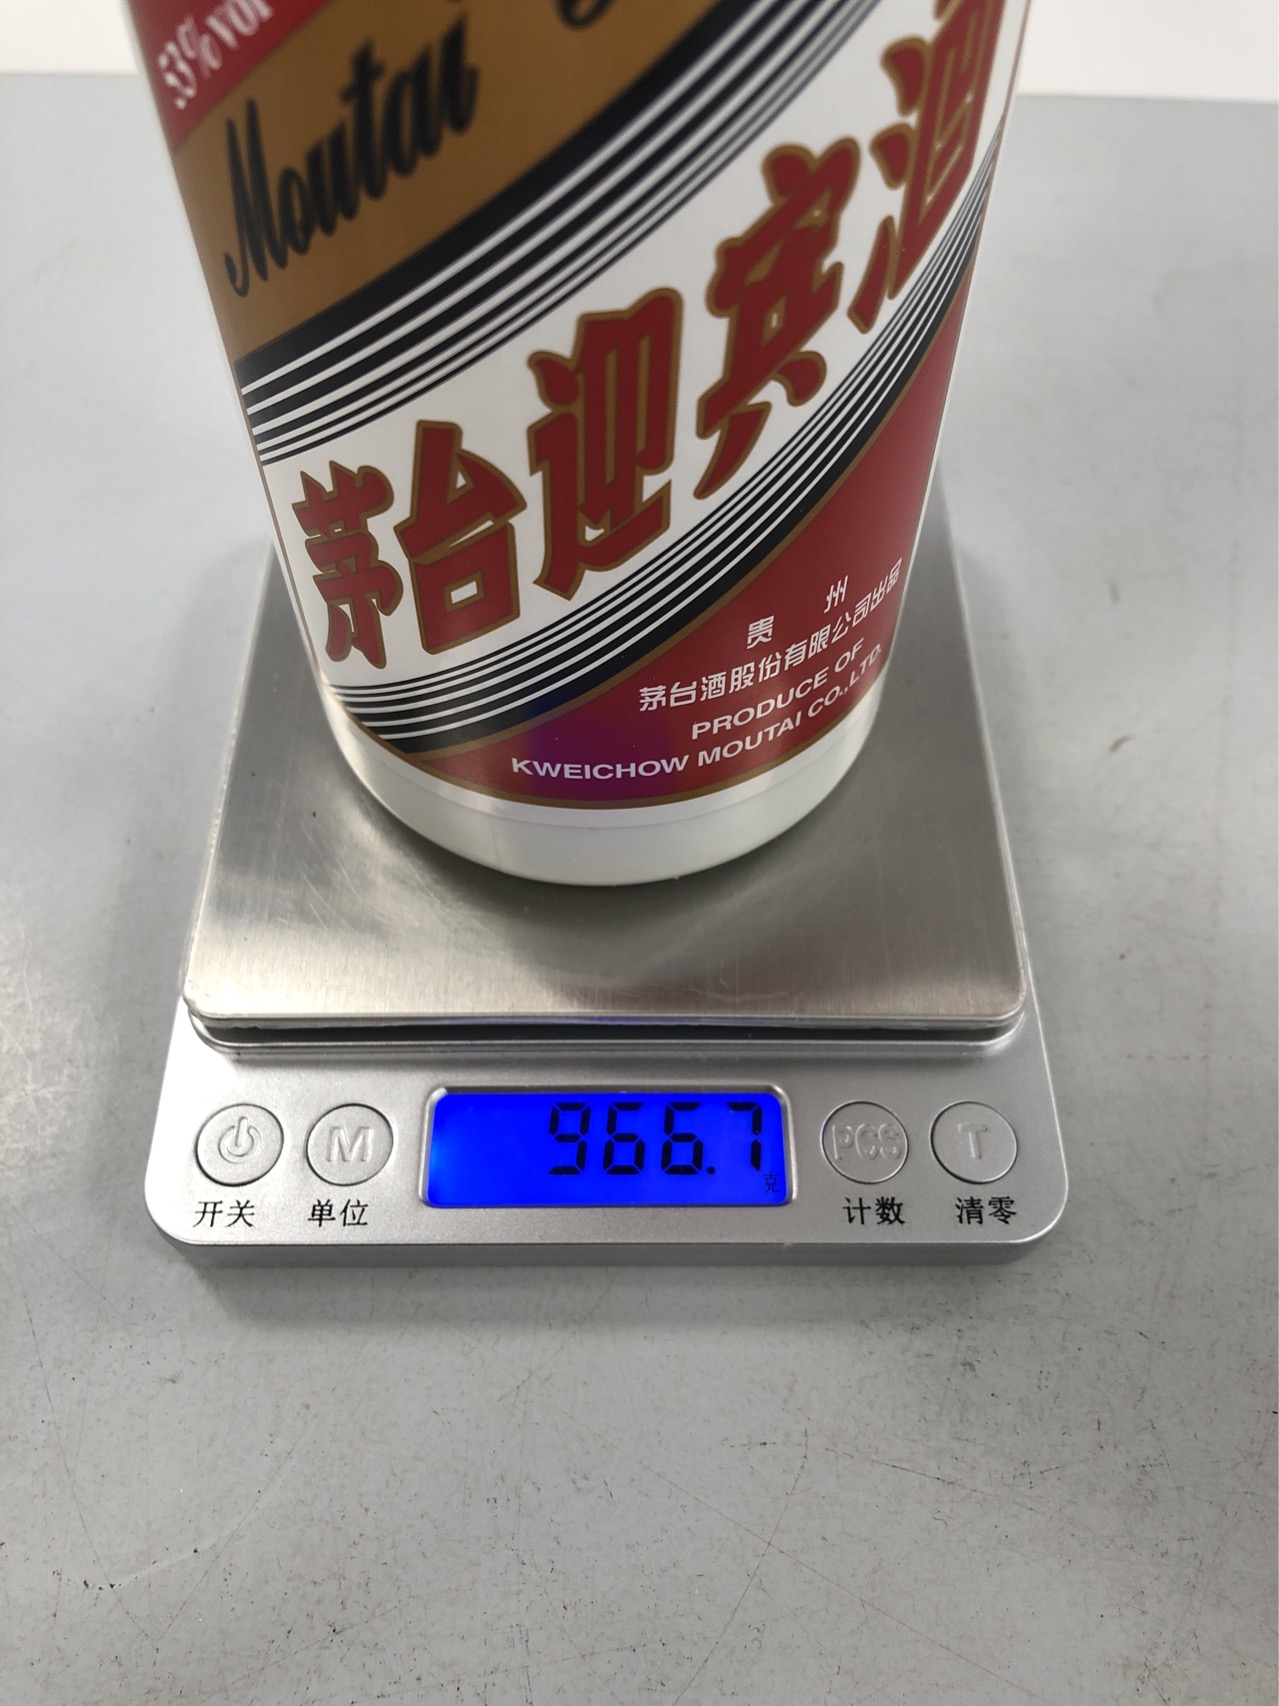 53%vol
Moutai
茅台迎宾酒
贵州
茅台酒股份有限公司出品
PRODUCE OF
KWEICHOW MOUTAI CO.,LTD.
966.7
克
M
PCS
T
开关
单位
计数
清零